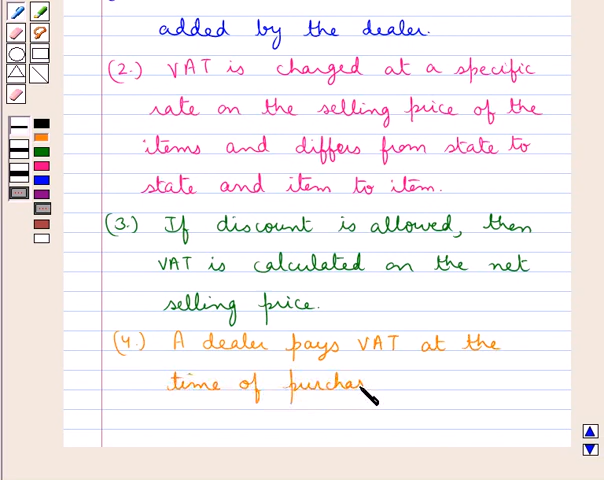 added by the dealer.
(2.) VAT is charged at a specific
rate on the selling price of the
items and differs from state to
state and item to item.
(3.) If discount is allowed, then
VAT is calculated on the net
selling price.
(4.) A dealer pays VAT at the
time of purchas